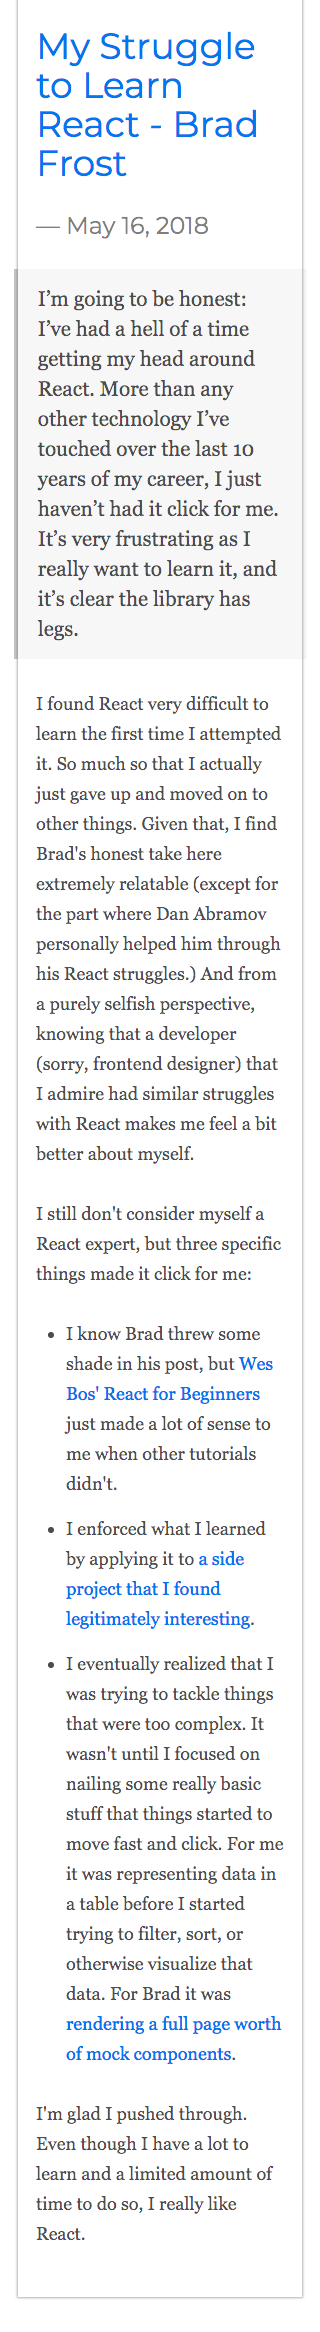 My Struggle
to Learn
React - Brad
Frost
— May 16, 2018
I’m going to be honest:
I’ve had a hell of a time
getting my head around
React. More than any
other technology I’ve
touched over the last 10
years of my career, I just
haven’t had it click for me.
It’s very frustrating as I
really want to learn it, and
it’s clear the library has
legs.
I found React very difficult to
learn the first time I attempted
it. So much so that I actually
just gave up and moved on to
other things. Given that, I find
Brad's honest take here
extremely relatable (except for
the part where Dan Abramov
personally helped him through
his React struggles.) And from
a purely selfish perspective,
knowing that a developer
(sorry, frontend designer) that
I admire had similar struggles
with React makes me feel a bit
better about myself.
I still don't consider myself a
React expert, but three specific
things made it click for me:
• I know Brad threw some
shade in his post, but Wes
Bos' React for Beginners
just made a lot of sense to
me when other tutorials
didn't.
• I enforced what I learned
by applying it to a side
project that I found
legitimately interesting.
• I eventually realized that I
was trying to tackle things
that were too complex. It
wasn't until I focused on
nailing some really basic
stuff that things started to
move fast and click. For me
it was representing data in
a table before I started
trying to filter, sort, or
otherwise visualize that
data. For Brad it was
rendering a full page worth
of mock components.
I'm glad I pushed through.
Even though I have a lot to
learn and a limited amount of
time to do so, I really like
React.